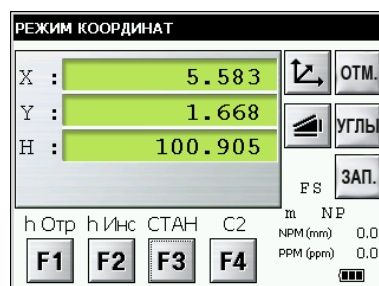 РЕЖИМ КООРДИНАТ
X : 5.583
Y : 1.668
H : 100.905
ОТМ.
УГЛЫ
ЗАП.
FS
m NP
h Отр h Инс СТАН C2
NPM (mm) 0.0
PPM (ppm) 0.0
F1 F2 F3 F4